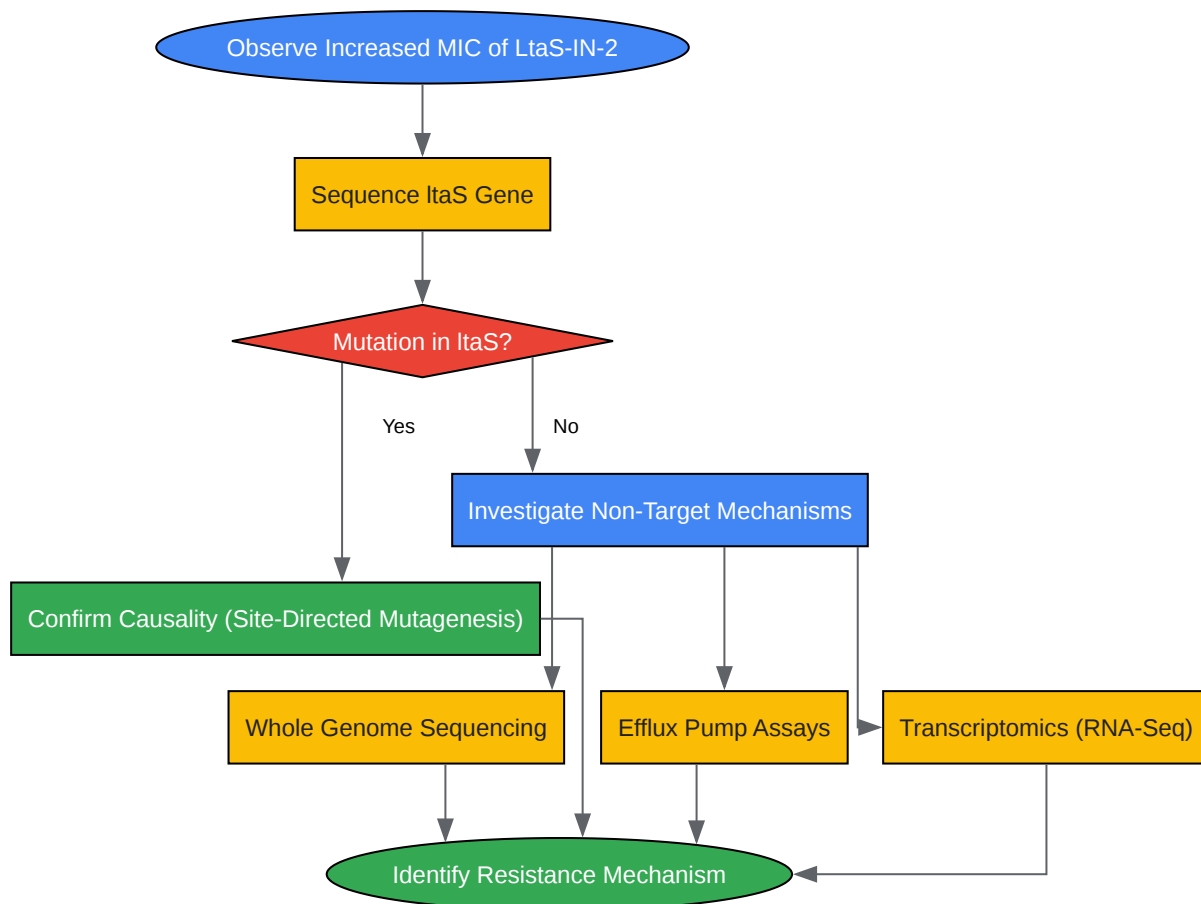 Observe Increased MIC of LtaS-IN-2
Sequence ltaS Gene
Mutation in ltaS?
Yes
No
Investigate Non-Target Mechanisms
Confirm Causality (Site-Directed Mutagenesis)
Whole Genome Sequencing
Efflux Pump Assays
Transcriptomics (RNA-Seq)
Identify Resistance Mechanism